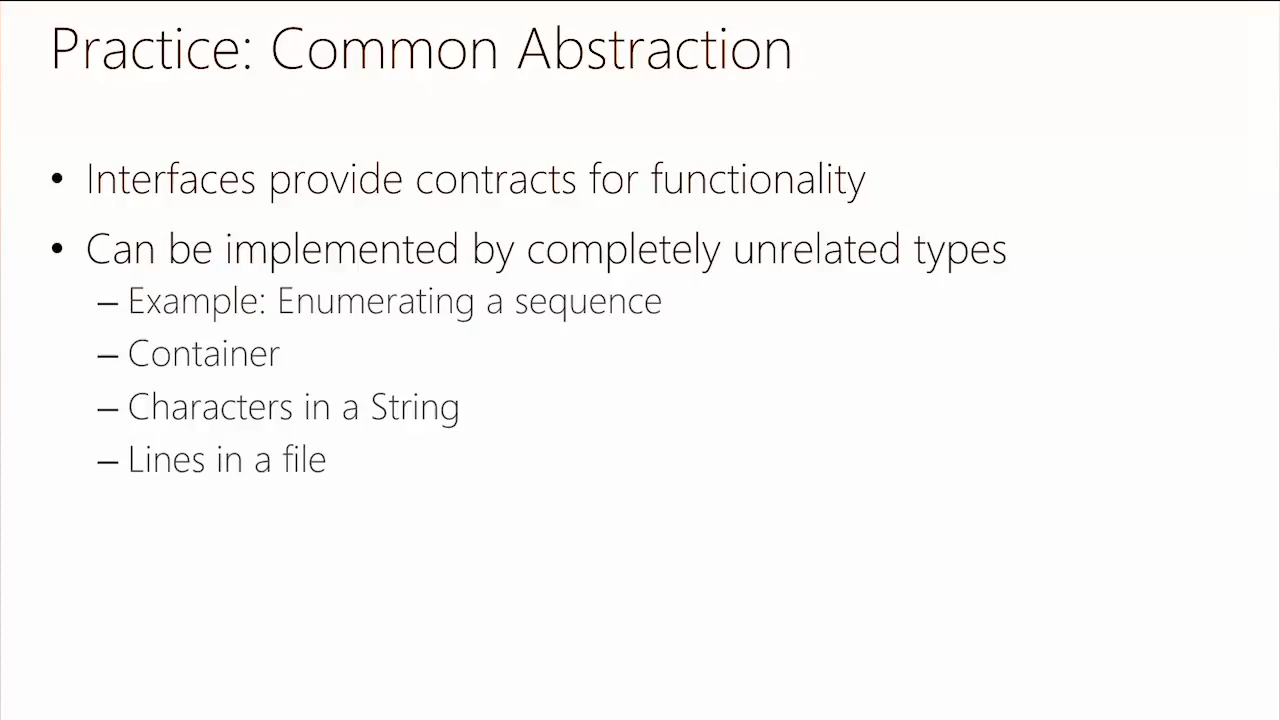 Practice: Common Abstraction
• Interfaces provide contracts for functionality
• Can be implemented by completely unrelated types
– Example: Enumerating a sequence
– Container
– Characters in a String
– Lines in a file